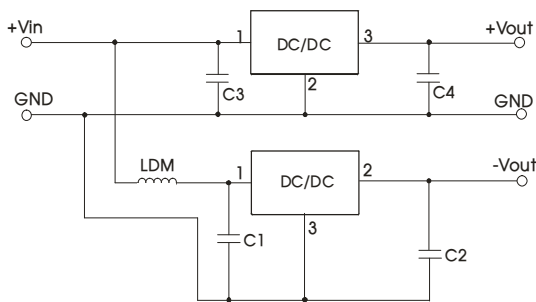 +Vin
1
DC/DC
3
+Vout
2
C3
C4
GND
GND
LDM
1
DC/DC
2
-Vout
3
C1
C2